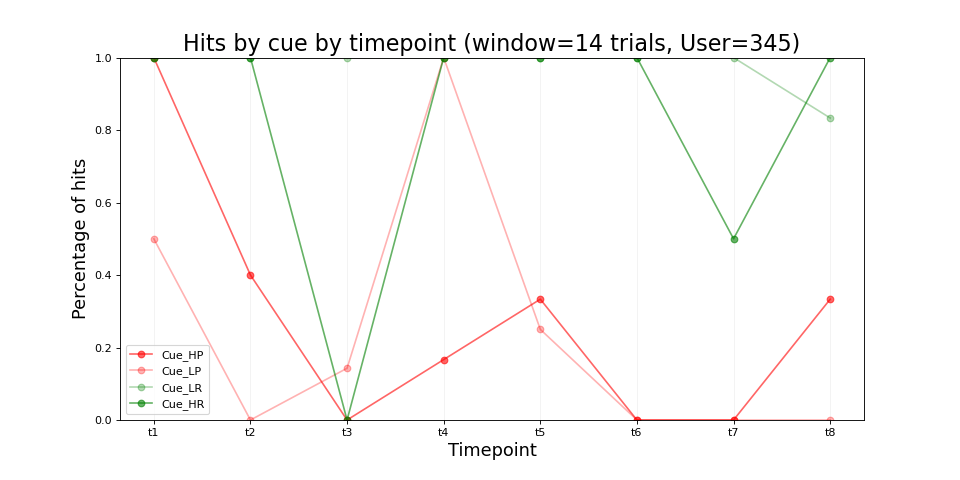 Hits by cue by timepoint (window=14 trials, User=345)
Percentage of hits
1.0
0.8
0.6
0.4
0.2
0.0
Cue_HP
Cue_LP
Cue_LR
Cue_HR
t1 t2 t3 t4 t5 t6 t7 t8
Timepoint